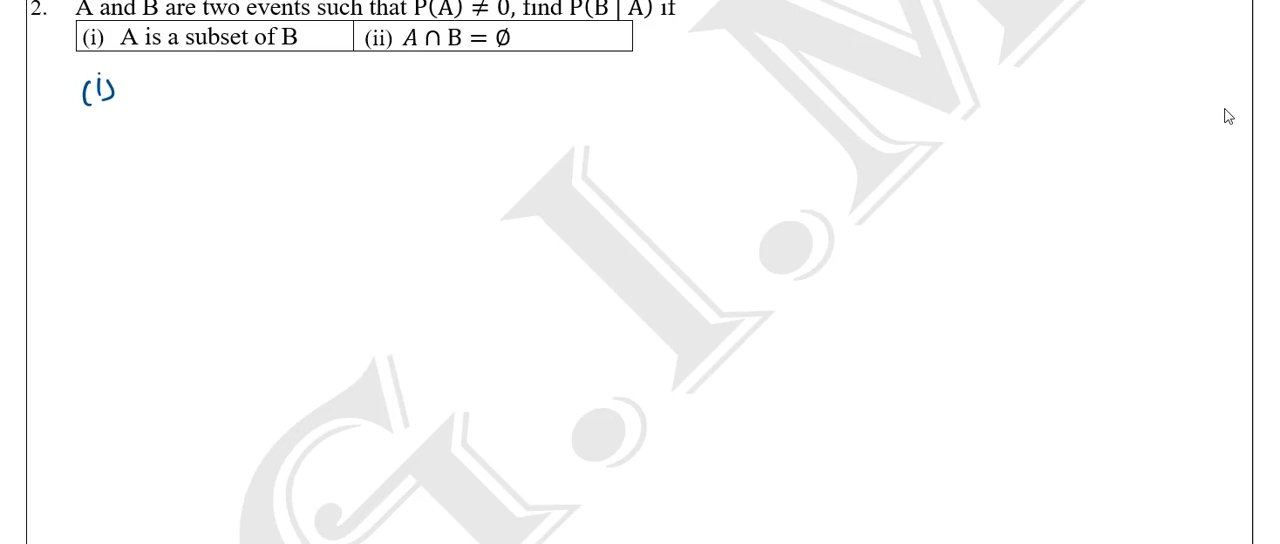 2. A and B are two events such that P(A) ≠ 0, find P(B | A) if
(i) A is a subset of B (ii) A ∩ B = Ø
(i)
G.I.M